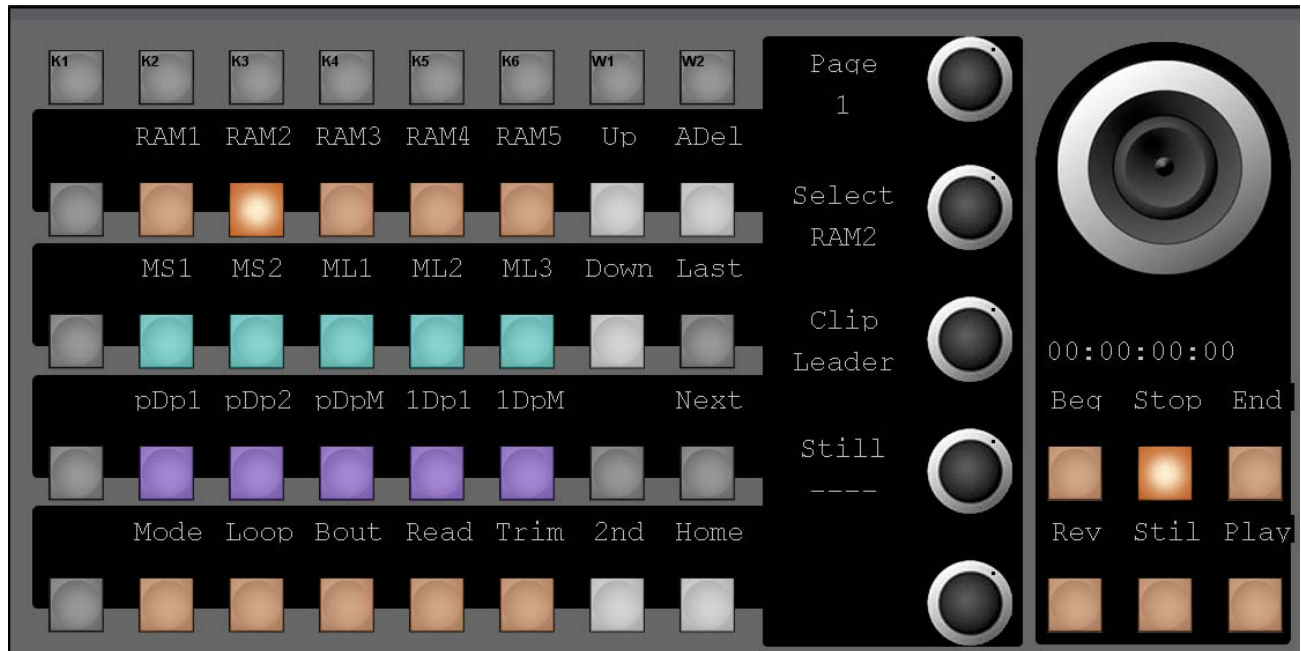 K1 K2 K3 K4 K5 K6 W1 W2
RAM1 RAM2 RAM3 RAM4 RAM5 Up ADel
MS1 MS2 ML1 ML2 ML3 Down Last
pDp1 pDp2 pDpM 1Dp1 1DpM Next
Mode Loop Bout Read Trim 2nd Home
Page
1
Select
RAM2
Clip
Leader
Still
----
00:00:00:00
Beg Stop End
Rev Stil Play